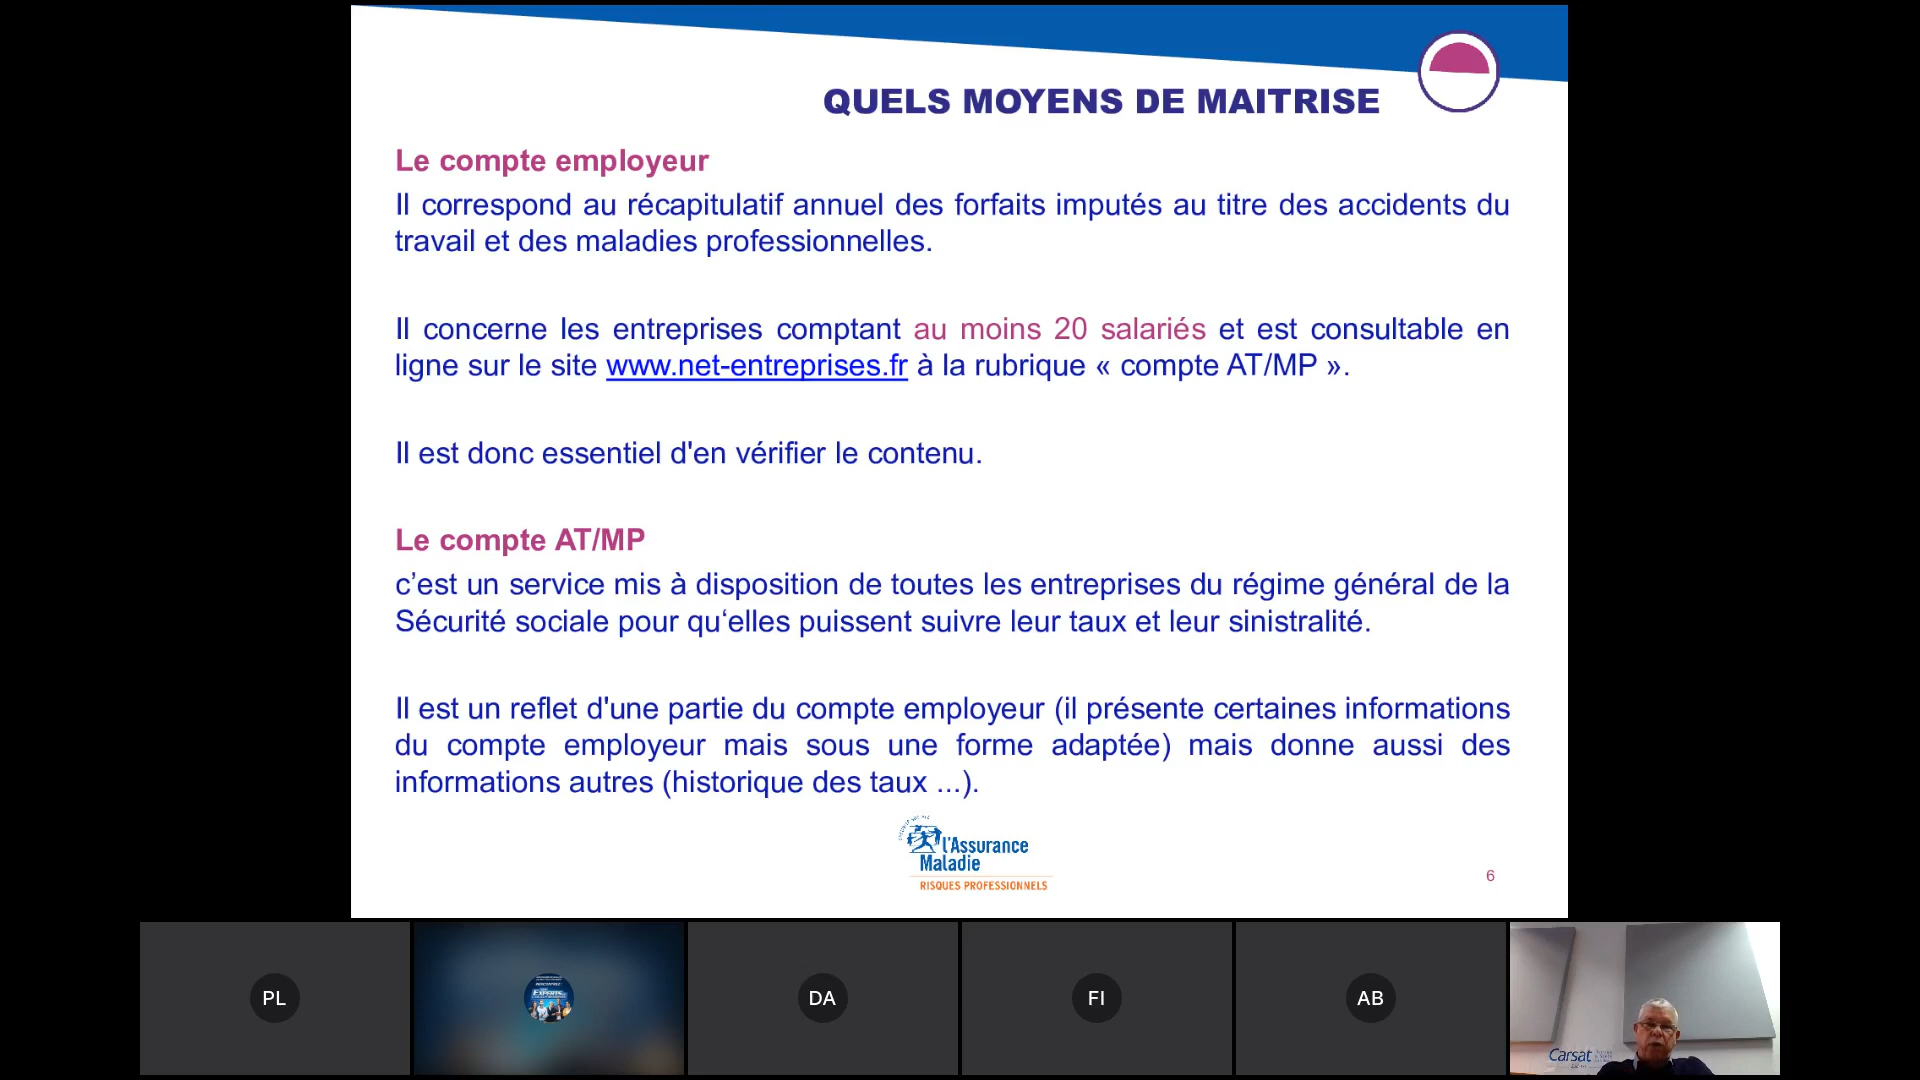 QUELS MOYENS DE MAITRISE
Le compte employeur
Il correspond au récapitulatif annuel des forfaits imputés au titre des accidents du
travail et des maladies professionnelles.
Il concerne les entreprises comptant au moins 20 salariés et est consultable en
ligne sur le site www.net-entreprises.fr à la rubrique « compte AT/MP ».
Il est donc essentiel d'en vérifier le contenu.
Le compte AT/MP
c’est un service mis à disposition de toutes les entreprises du régime général de la
Sécurité sociale pour qu‘elles puissent suivre leur taux et leur sinistralité.
Il est un reflet d'une partie du compte employeur (il présente certaines informations
du compte employeur mais sous une forme adaptée) mais donne aussi des
informations autres (historique des taux ...).
l'Assurance
Maladie
RISQUES PROFESSIONNELS
6
PL
DA
FI
AB
Carsat